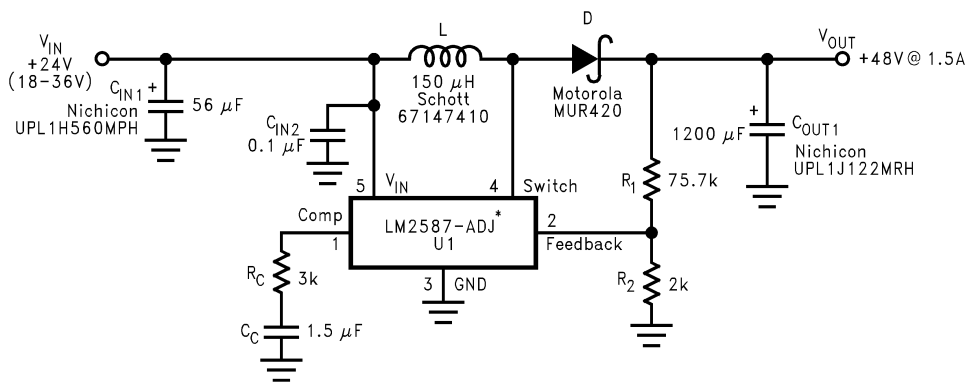 V_IN
+24V
(18-36V)
C_IN1 +
56 μF
Nichicon
UPL1H560MPH
C_IN2
0.1 μF
L
150 μH
Schott
67147410
D
Motorola
MUR420
V_OUT
+48V@ 1.5A
+
1200 μF
C_OUT1
Nichicon
UPL1J122MRH
R_1 75.7k
5 V_IN
4 Switch
Comp
1
LM2587-ADJ*
U1
2
Feedback
3 GND
R_C 3k
C_C 1.5 μF
R_2 2k